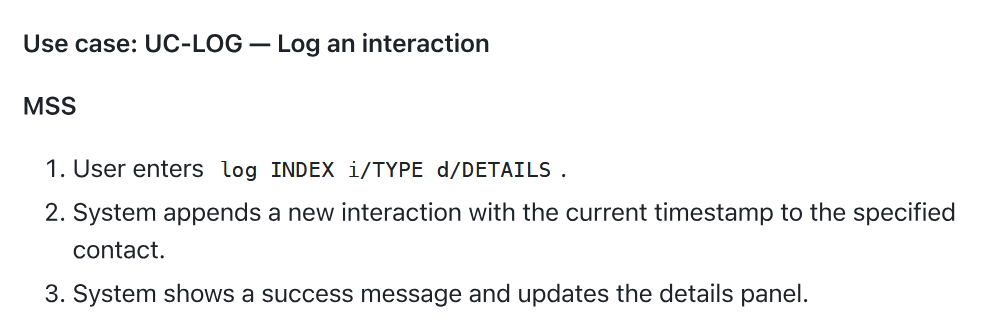 Use case: UC-LOG — Log an interaction
MSS
1. User enters log INDEX i/TYPE d/DETAILS .
2. System appends a new interaction with the current timestamp to the specified
contact.
3. System shows a success message and updates the details panel.